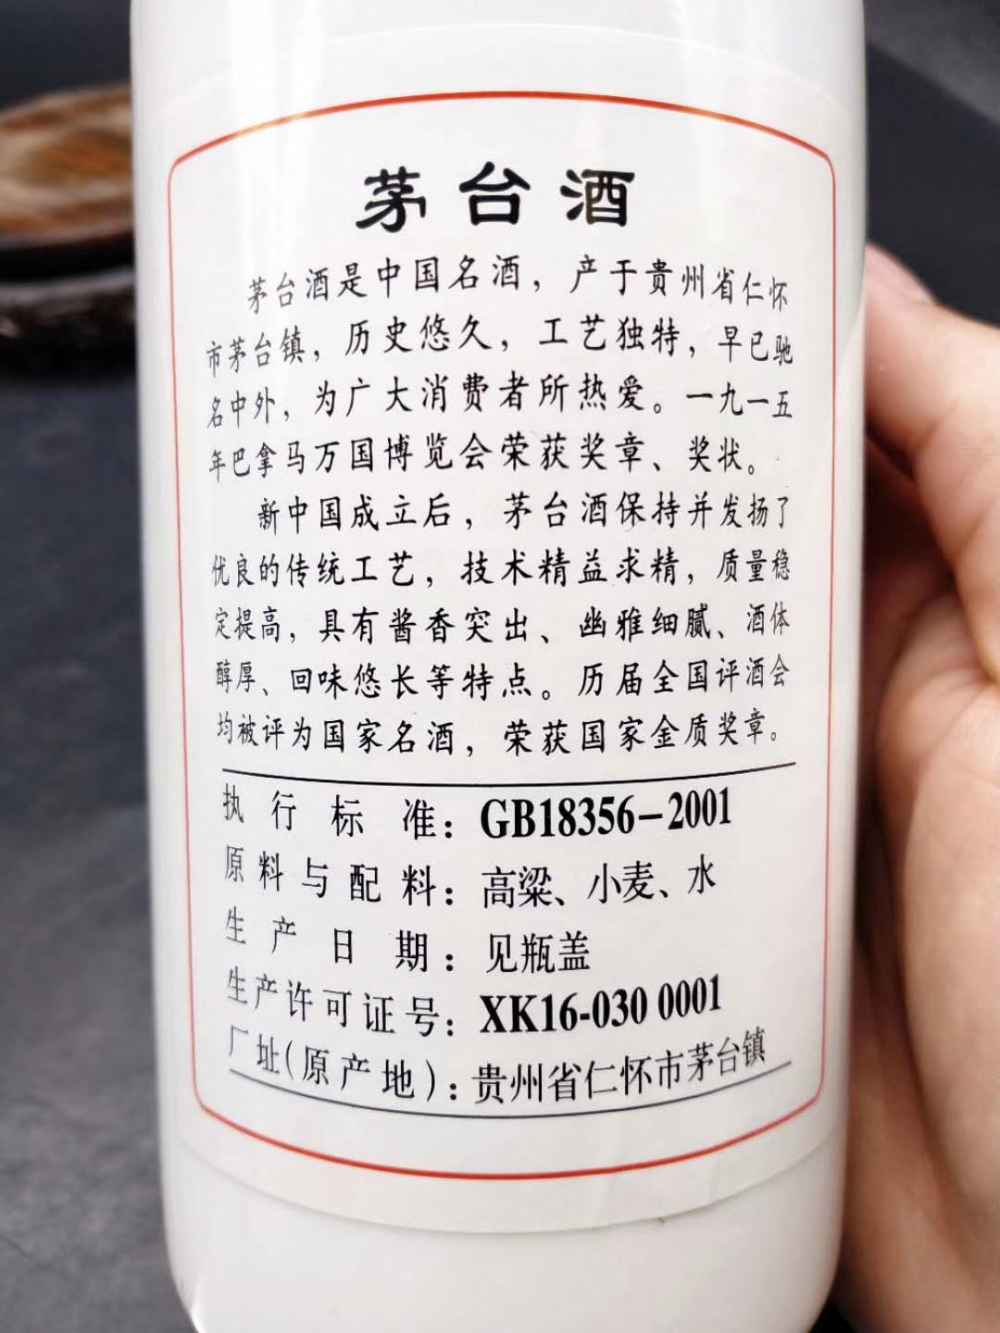 茅台酒
茅台酒是中国名酒，产于贵州省仁怀
市茅台镇，历史悠久，工艺独特，早已驰
名中外，为广大消费者所热爱。一九一五
年巴拿马万国博览会荣获奖章、奖状。
新中国成立后，茅台酒保持并发扬了
优良的传统工艺，技术精益求精，质量稳
定提高，具有酱香突出、幽雅细腻、酒体
醇厚、回味悠长等特点。历届全国评酒会
均被评为国家名酒，荣获国家金质奖章。
执行标准：GB18356-2001
原料与配料：高粱、小麦、水
生产日期：见瓶盖
生产许可证号：XK16-030 0001
厂址(原产地)：贵州省仁怀市茅台镇